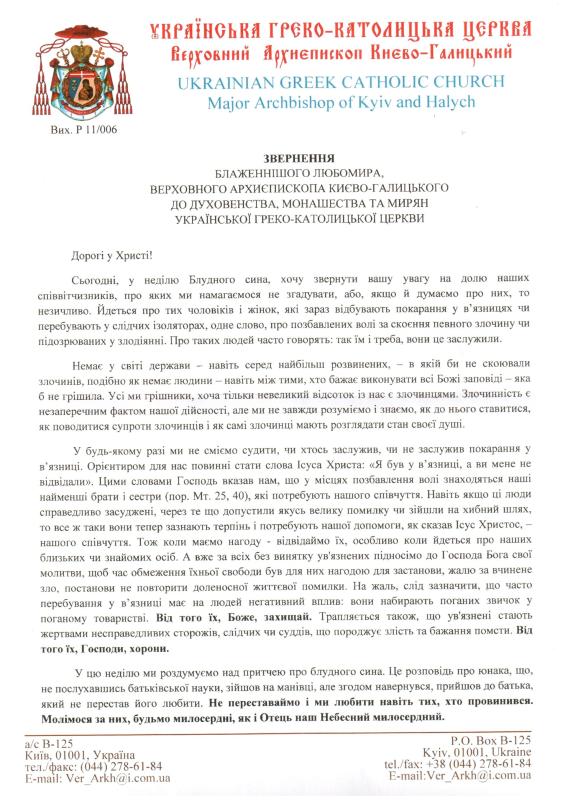 УКРАЇНСЬКА ГРЕКО-КАТОЛИЦЬКА ЦЕРКВА
Верховний Архиєпископ Києво-Галицький
UKRAINIAN GREEK CATHOLIC CHURCH
Major Archbishop of Kyiv and Halych
Вих. Р 11/006
ЗВЕРНЕННЯ
БЛАЖЕННІШОГО ЛЮБОМИРА,
ВЕРХОВНОГО АРХИЄПИСКОПА КИЄВО-ГАЛИЦЬКОГО
ДО ДУХОВЕНСТВА, МОНАШЕСТВА ТА МИРЯН
УКРАЇНСЬКОЇ ГРЕКО-КАТОЛИЦЬКОЇ ЦЕРКВИ
Дорогі у Христі!
Сьогодні, у неділю Блудного сина, хочу звернути вашу увагу на долю наших
співвітчизників, про яких ми намагаємося не згадувати, або, якщо й думаємо про них, то
незичливо. Йдеться про тих чоловіків і жінок, які зараз відбувають покарання у в’язницях чи
перебувають у слідчих ізоляторах, одне слово, про позбавлених волі за скоєння певного злочину чи
підозрюваних у злодіянні. Про таких людей часто говорять: так їм і треба, вони це заслужили.
Немає у світі держави – навіть серед найбільш розвинених, – в якій би не скоювали
злочинів, подібно як немає людини – навіть між тими, хто бажає виконувати всі Божі заповіді – яка
б не грішила. Усі ми грішники, хоча тільки невеликий відсоток із нас є злочинцями. Злочинність є
незаперечним фактом нашої дійсності, але ми не завжди розуміємо і знаємо, як до нього ставитися,
як поводитися супроти злочинців і як самі злочинці мають розглядати стан своєї душі.
У будь-якому разі ми не сміємо судити, чи хтось заслужив, чи не заслужив покарання у
в’язниці. Орієнтиром для нас повинні стати слова Ісуса Христа: «Я був у в’язниці, а ви мене не
відвідали». Цими словами Господь вказав нам, що у місцях позбавлення волі знаходяться наші
найменші брати і сестри (пор. Мт. 25, 40), які потребують нашого співчуття. Навіть якщо ці люди
справедливо засуджені, через те що допустили якусь велику помилку чи зійшли на хибний шлях,
то все ж таки вони тепер зазнають терпінь і потребують нашої допомоги, як сказав Ісус Христос, –
нашого співчуття. Тож коли маємо нагоду - відвідаймо їх, особливо коли йдеться про наших
близьких чи знайомих осіб. А вже за всіх без винятку ув'язнених підносімо до Господа Бога свої
молитви, щоб час обмеження їхньої свободи був для них нагодою для застанови, жалю за вчинене
зло, постанови не повторити доленосної життєвої помилки. На жаль, слід зазначити, що часто
перебування у в’язниці має на людей негативний вплив: вони набирають поганих звичок у
поганому товаристві. Від того їх, Боже, захищай. Трапляється також, що ув'язнені стають
жертвами несправедливих сторожів, слідчих чи суддів, що породжує злість та бажання помсти. Від
того їх, Господи, хорони.
У цю неділю ми роздумуємо над притчею про блудного сина. Це розповідь про юнака, що,
не послухавшись батьківської науки, зійшов на манівці, але згодом навернувся, прийшов до батька,
який не перестав його любити. Не переставаймо і ми любити навіть тих, хто провинився.
Молімося за них, будьмо милосердні, як і Отець наш Небесний милосердний.
а/с В-125
Київ, 01001, Україна
тел./факс: (044) 278-61-84
E-mail: Ver_Arkh@i.com.ua
P.O. Box B-125
Kyiv, 01001, Ukraine
tel./fax: +38 (044) 278-61-84
E-mail:Ver_Arkh@i.com.ua